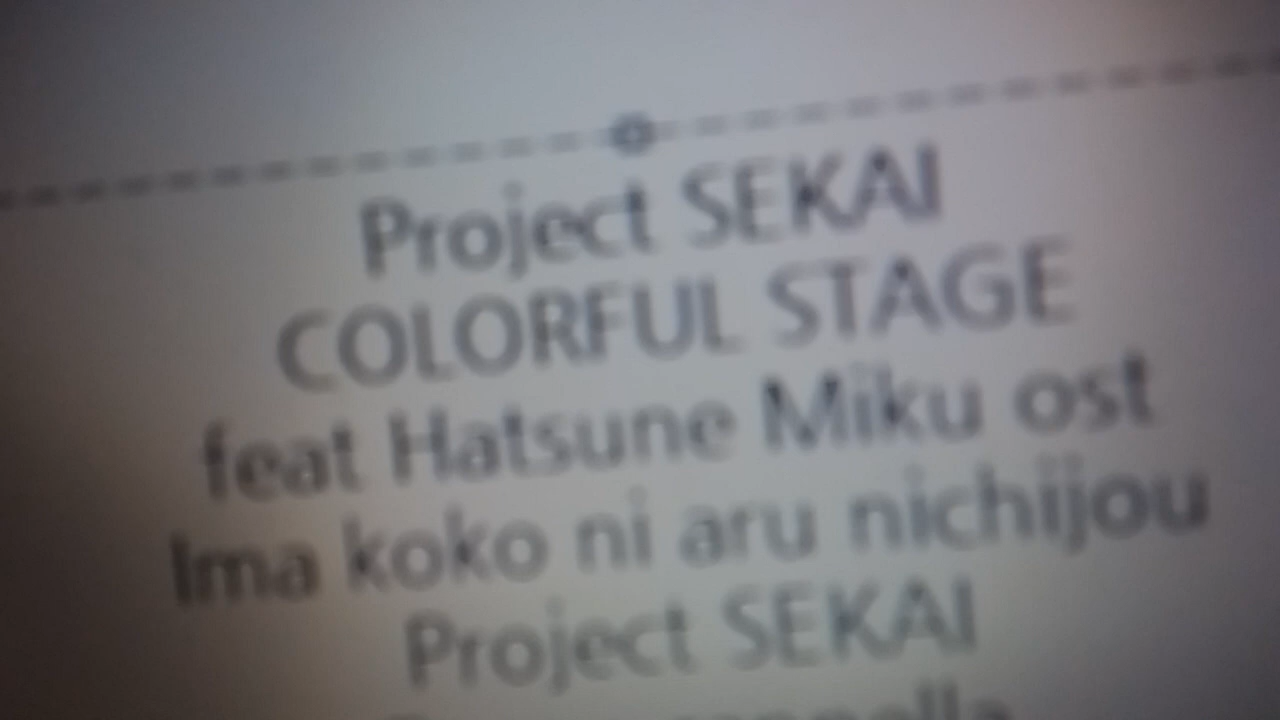 Project SEKAI
COLORFUL STAGE
feat Hatsune Miku ost
Ima koko ni aru nichijou
Project SEKAI